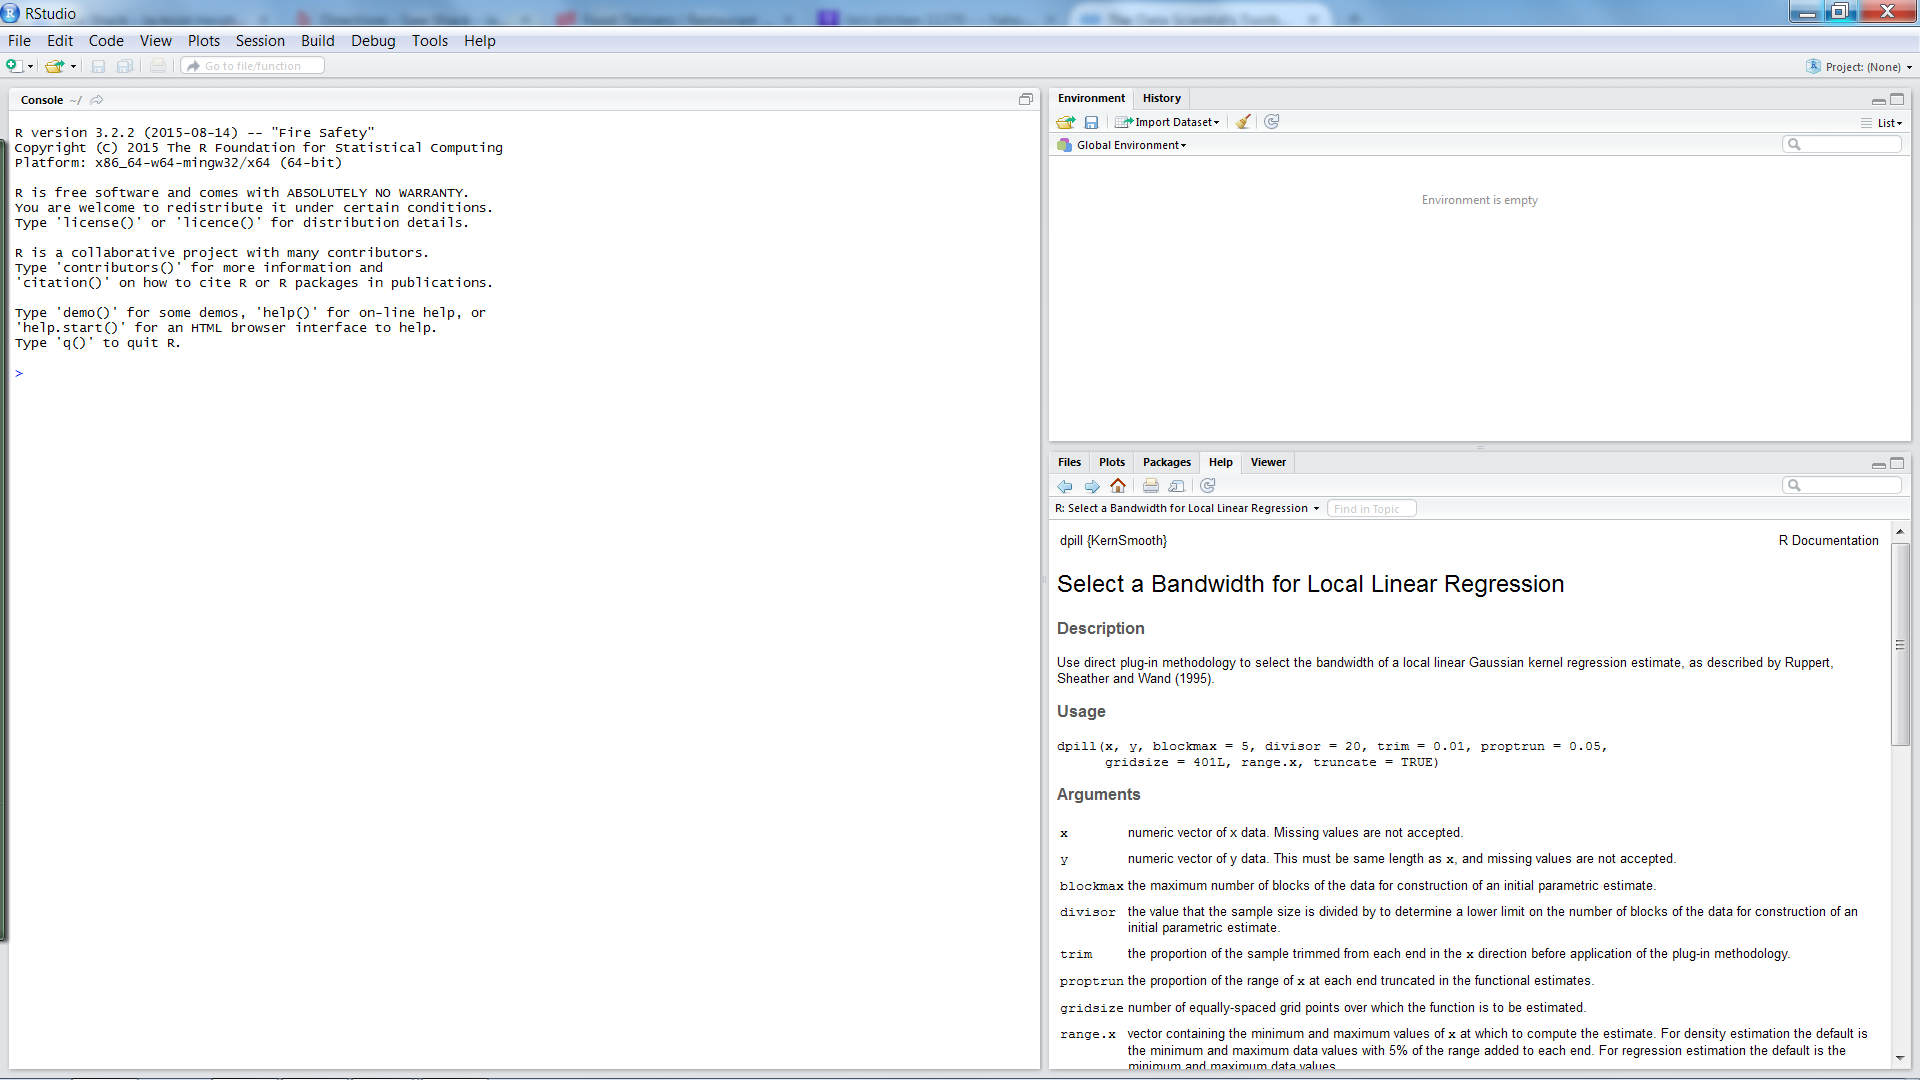 RStudio
File Edit Code View Plots Session Build Debug Tools Help
Go to file/function
Project: (None)
Console ~/
R version 3.2.2 (2015-08-14) -- "Fire Safety"
Copyright (C) 2015 The R Foundation for Statistical Computing
Platform: x86_64-w64-mingw32/x64 (64-bit)
R is free software and comes with ABSOLUTELY NO WARRANTY.
You are welcome to redistribute it under certain conditions.
Type 'license()' or 'licence()' for distribution details.
R is a collaborative project with many contributors.
Type 'contributors()' for more information and
'citation()' on how to cite R or R packages in publications.
Type 'demo()' for some demos, 'help()' for on-line help, or
'help.start()' for an HTML browser interface to help.
Type 'q()' to quit R.
>
Environment History
Import Dataset
List
Global Environment
Environment is empty
Files Plots Packages Help Viewer
R: Select a Bandwidth for Local Linear Regression Find in Topic
dpill {KernSmooth} R Documentation
Select a Bandwidth for Local Linear Regression
Description
Use direct plug-in methodology to select the bandwidth of a local linear Gaussian kernel regression estimate, as described by Ruppert,
Sheather and Wand (1995).
Usage
dpill(x, y, blockmax = 5, divisor = 20, trim = 0.01, proptrun = 0.05,
gridsize = 401L, range.x, truncate = TRUE)
Arguments
x numeric vector of x data. Missing values are not accepted.
y numeric vector of y data. This must be same length as x, and missing values are not accepted.
blockmax the maximum number of blocks of the data for construction of an initial parametric estimate.
divisor the value that the sample size is divided by to determine a lower limit on the number of blocks of the data for construction of an
initial parametric estimate.
trim the proportion of the sample trimmed from each end in the x direction before application of the plug-in methodology.
proptrun the proportion of the range of x at each end truncated in the functional estimates.
gridsize number of equally-spaced grid points over which the function is to be estimated.
range.x vector containing the minimum and maximum values of x at which to compute the estimate. For density estimation the default is
the minimum and maximum data values with 5% of the range added to each end. For regression estimation the default is the
minimum and maximum data values.